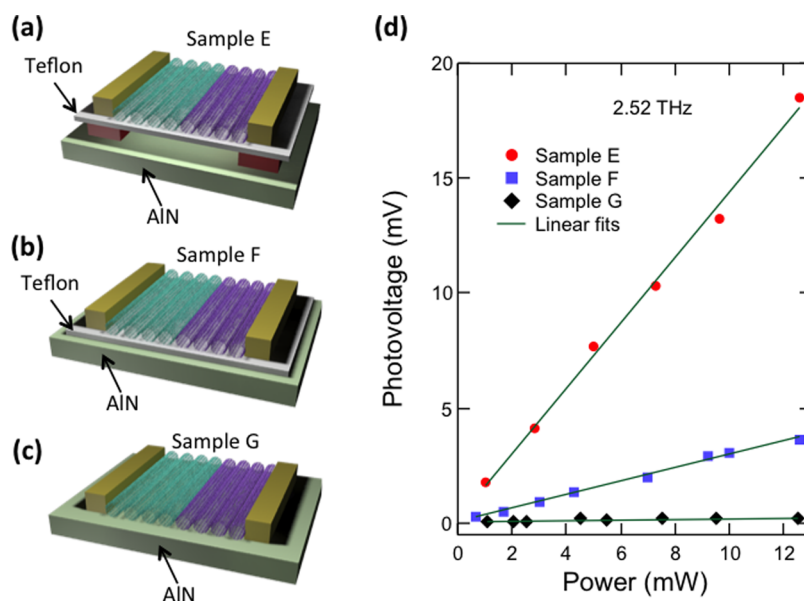 (a)
Sample E
Teflon
AlN
(b)
Sample F
Teflon
AlN
(c)
Sample G
AlN
(d)
20
15
10
5
0
Photovoltage (mV)
2.52 THz
Sample E
Sample F
Sample G
Linear fits
0 2 4 6 8 10 12
Power (mW)